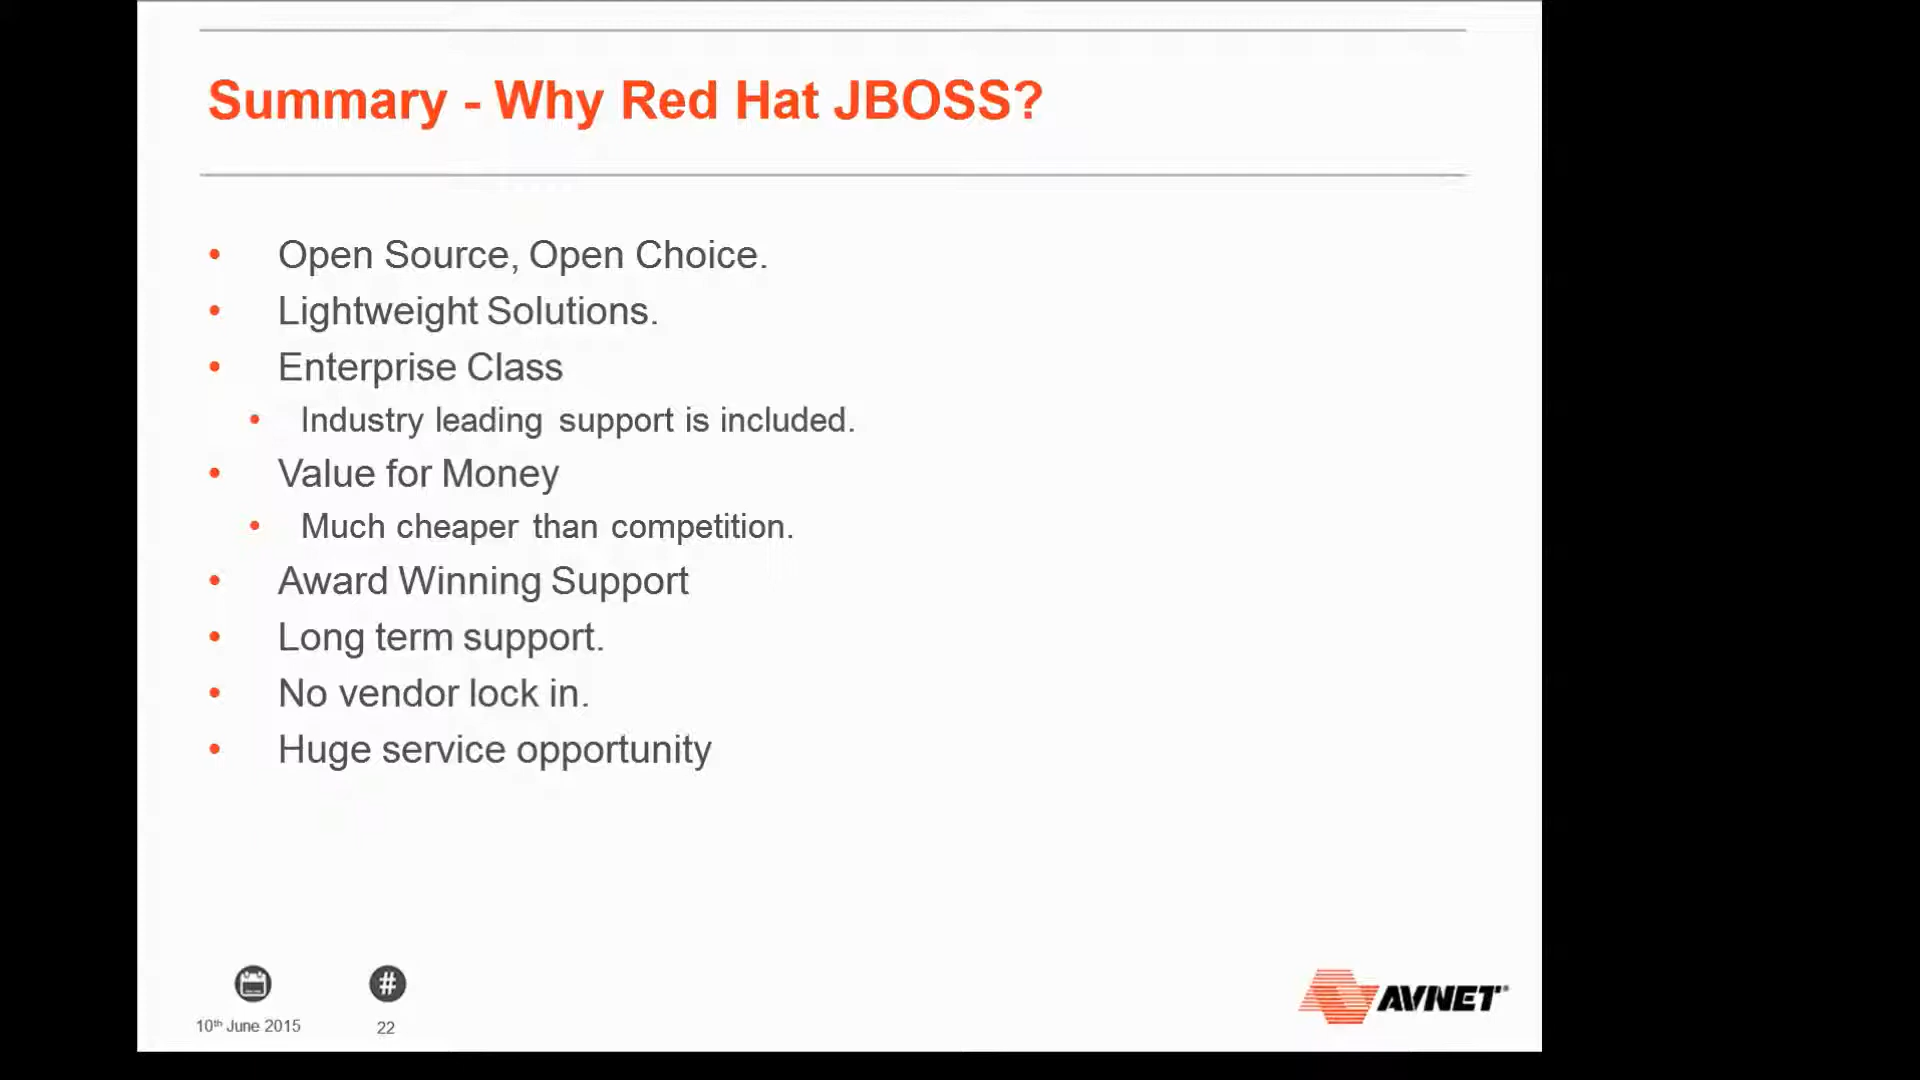 Summary - Why Red Hat JBOSS?
• Open Source, Open Choice.
• Lightweight Solutions.
• Enterprise Class
• Industry leading support is included.
• Value for Money
• Much cheaper than competition.
• Award Winning Support
• Long term support.
• No vendor lock in.
• Huge service opportunity
#
10th June 2015
22
AVNET